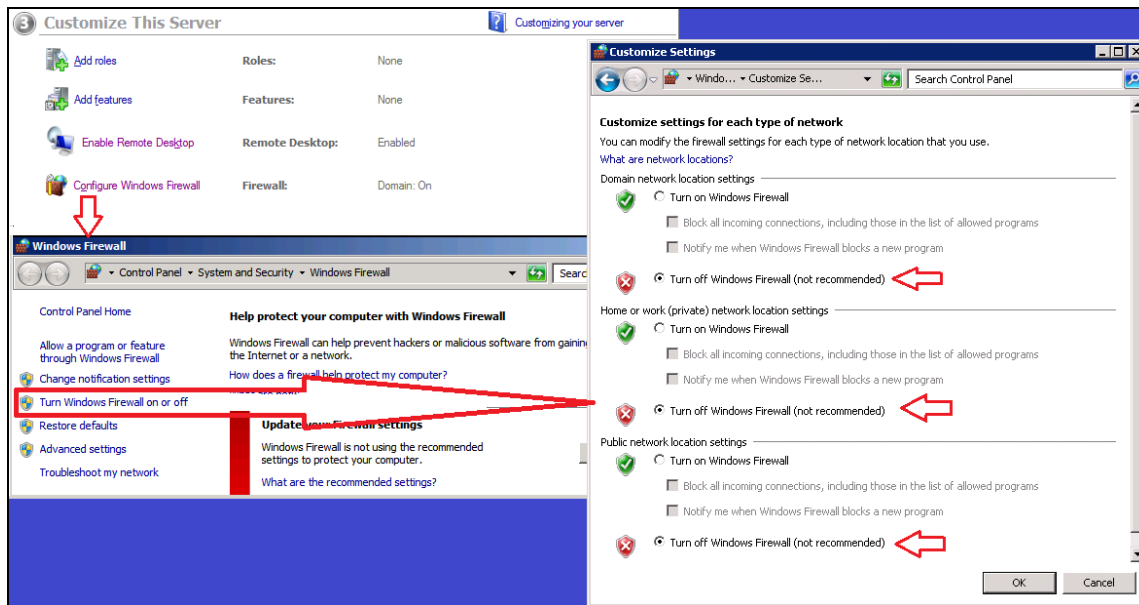 3 Customize This Server
Customizing your server
Add roles
Roles:
None
Add features
Features:
None
Enable Remote Desktop
Remote Desktop:
Enabled
Configure Windows Firewall
Firewall:
Domain: On
Windows Firewall
Control Panel System and Security Windows Firewall
Searc
Control Panel Home
Allow a program or feature
through Windows Firewall
Change notification settings
Turn Windows Firewall on or off
Restore defaults
Advanced settings
Troubleshoot my network
Help protect your computer with Windows Firewall
Windows Firewall can help prevent hackers or malicious software from gaining
the Internet or a network.
How does a firewall help protect my computer?
Update your Firewall settings
Windows Firewall is not using the recommended
settings to protect your computer.
What are the recommended settings?
Customize Settings
Windo... Customize Se...
Search Control Panel
Customize settings for each type of network
You can modify the firewall settings for each type of network location that you use.
What are network locations?
Domain network location settings
Turn on Windows Firewall
Block all incoming connections, including those in the list of allowed programs
Notify me when Windows Firewall blocks a new program
Turn off Windows Firewall (not recommended)
Home or work (private) network location settings
Turn on Windows Firewall
Block all incoming connections, including those in the list of allowed programs
Notify me when Windows Firewall blocks a new program
Turn off Windows Firewall (not recommended)
Public network location settings
Turn on Windows Firewall
Block all incoming connections, including those in the list of allowed programs
Notify me when Windows Firewall blocks a new program
Turn off Windows Firewall (not recommended)
OK
Cancel